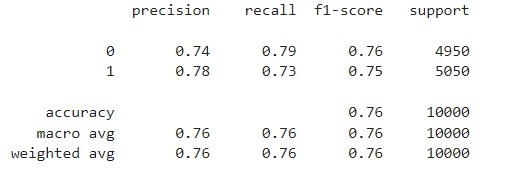 precision recall f1-score support
0 0.74 0.79 0.76 4950
1 0.78 0.73 0.75 5050
accuracy 0.76 10000
macro avg 0.76 0.76 0.76 10000
weighted avg 0.76 0.76 0.76 10000